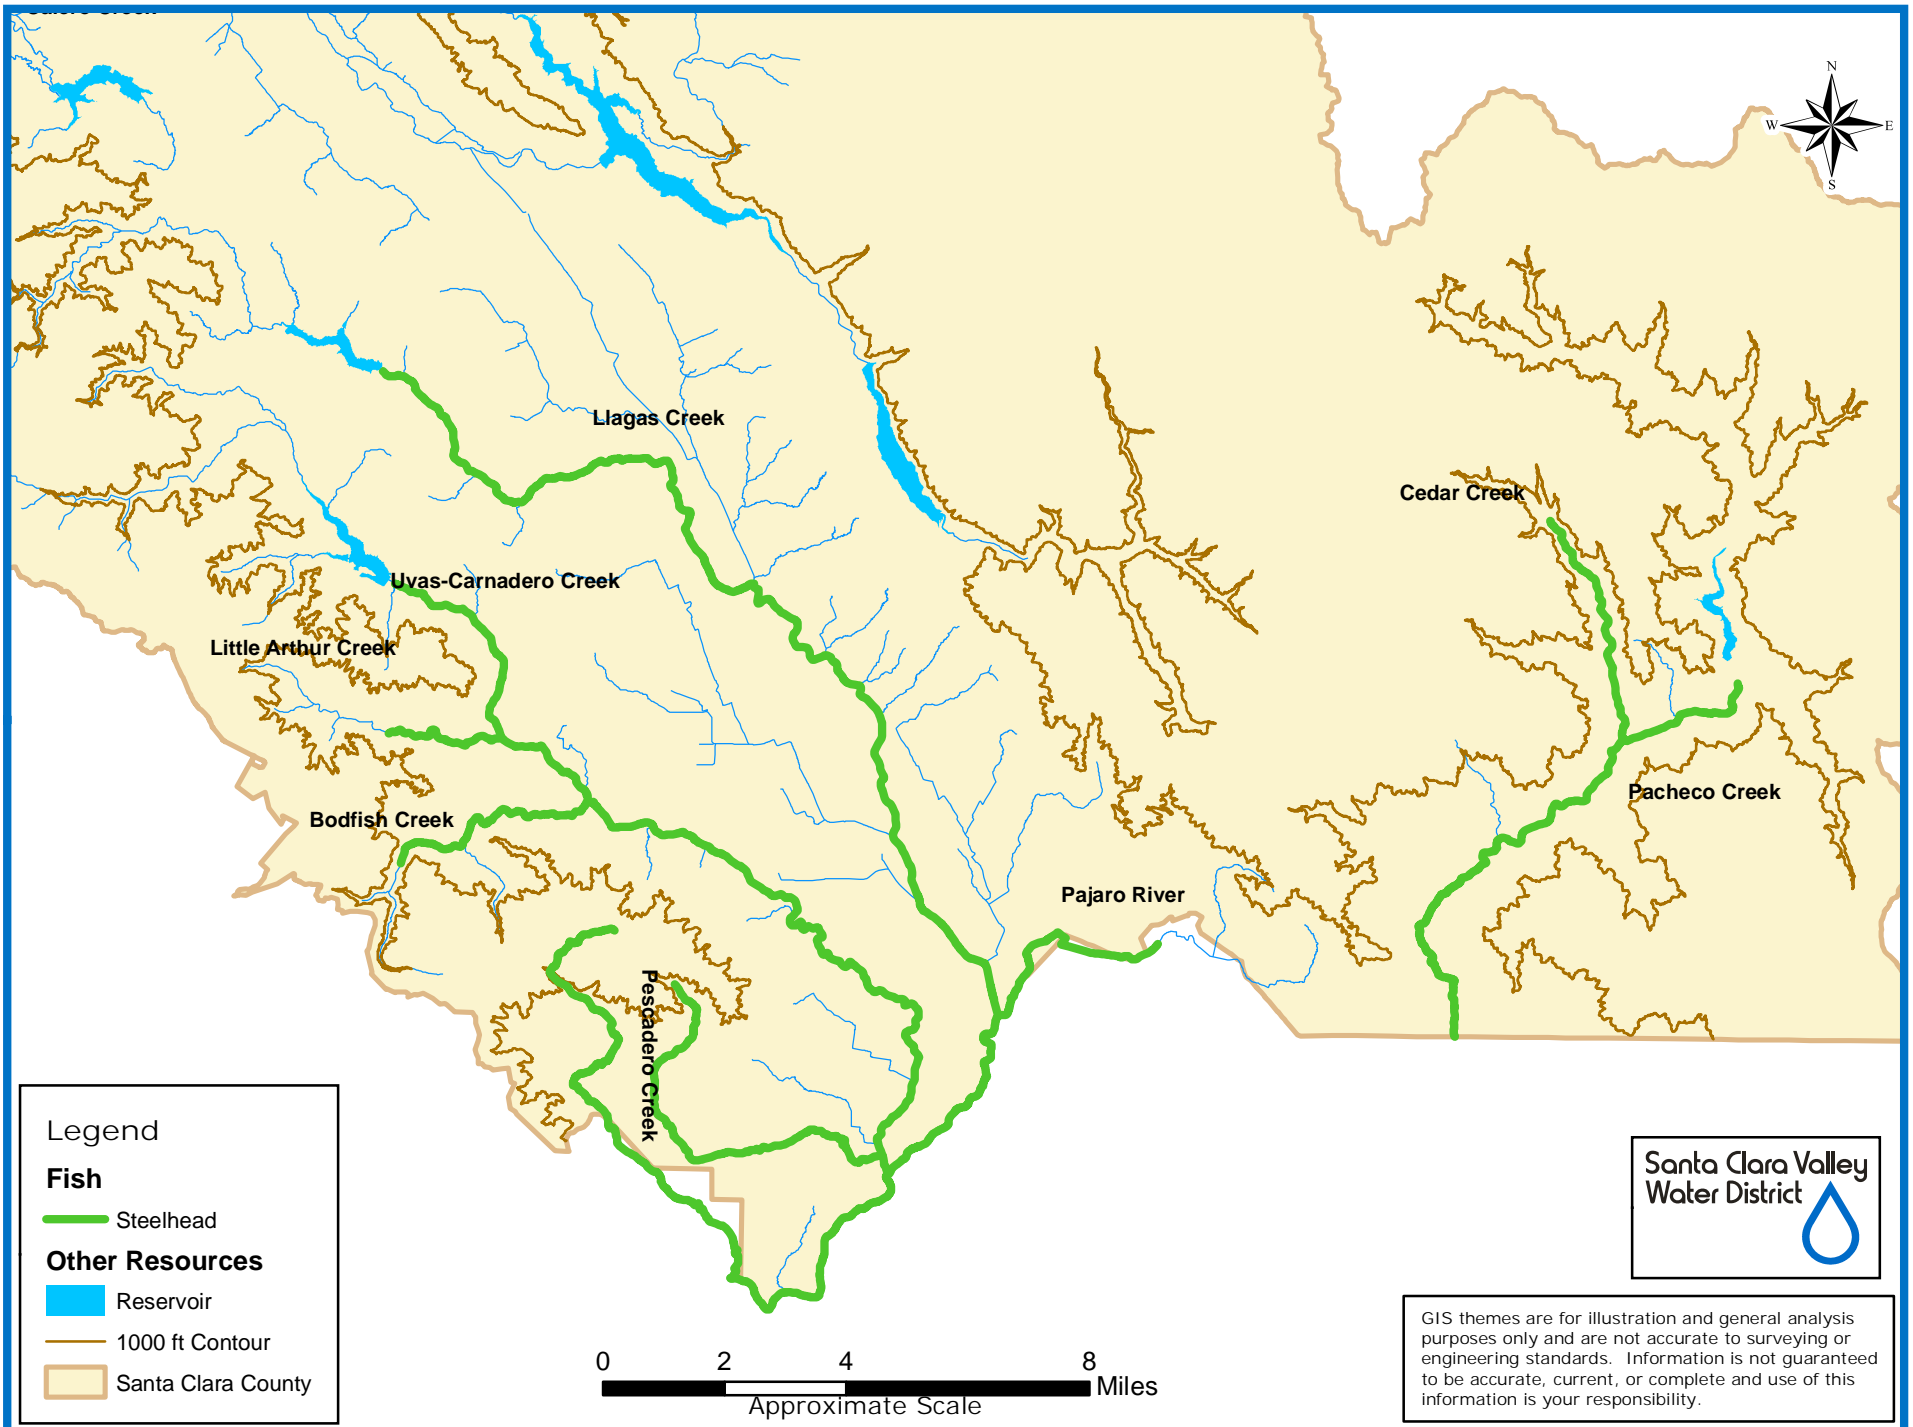 N
W
E
S
Llagas Creek
Cedar Creek
Uvas-Carnadero Creek
Little Arthur Creek
Pacheco Creek
Bodfish Creek
Pajaro River
Pescadero Creek
Legend
Fish
Steelhead
Other Resources
Reservoir
1000 ft Contour
Santa Clara County
0 2 4 8
Miles
Approximate Scale
Santa Clara Valley
Water District
GIS themes are for illustration and general analysis
purposes only and are not accurate to surveying or
engineering standards. Information is not guaranteed
to be accurate, current, or complete and use of this
information is your responsibility.